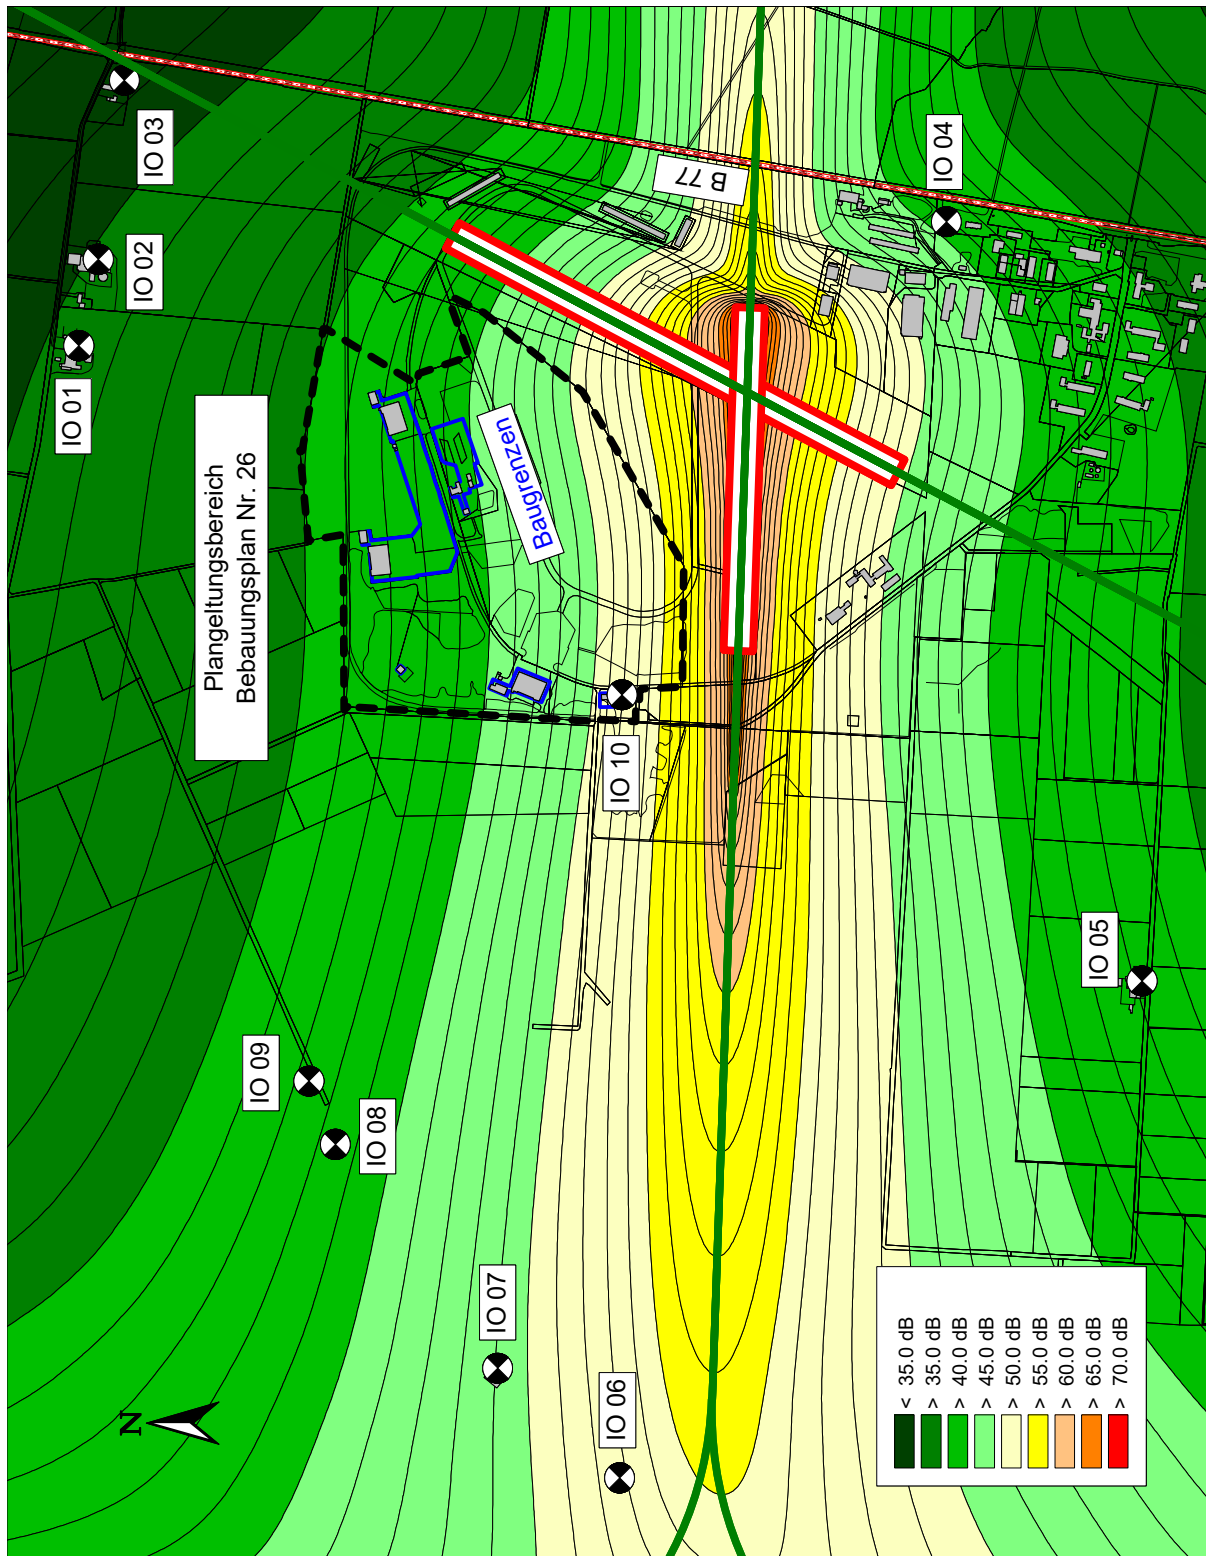 IO 03
IO 02
IO 01
IO 04
B 77
Plangeltungsbereich
Bebauungsplan Nr. 26
Baugrenzen
IO 10
IO 05
IO 09
IO 08
IO 07
IO 06
N
< 35.0 dB
> 35.0 dB
> 40.0 dB
> 45.0 dB
> 50.0 dB
> 55.0 dB
> 60.0 dB
> 65.0 dB
> 70.0 dB